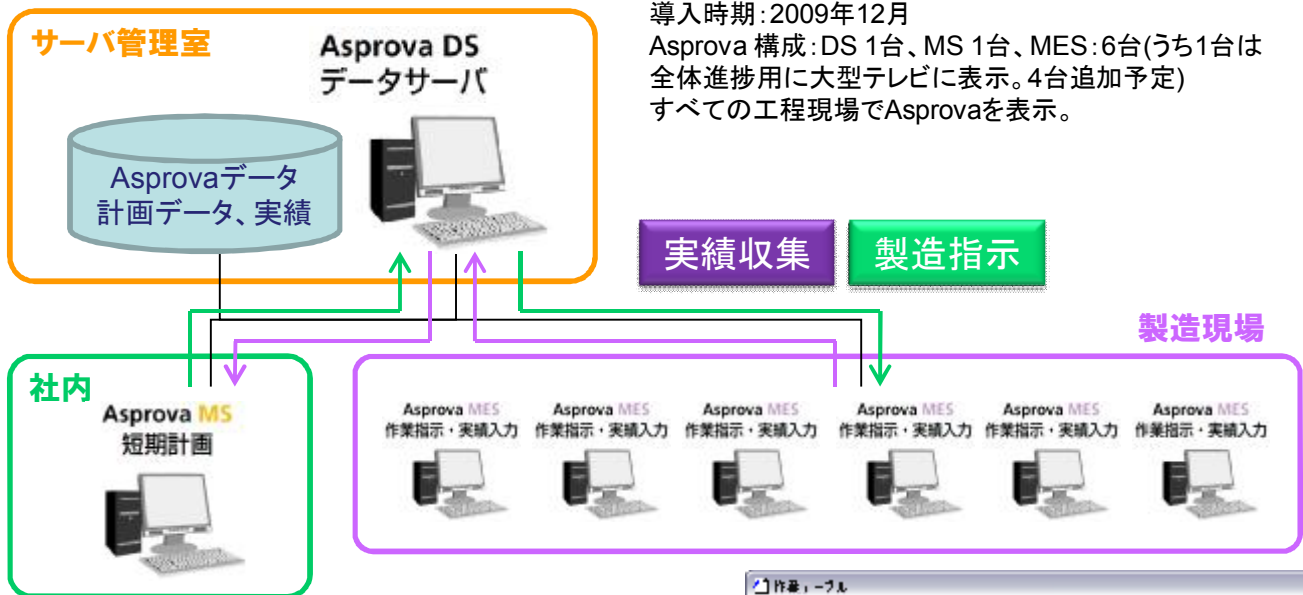 導入時期：2009年12月
Asprova 構成：DS 1台、MS 1台、MES：6台(うち1台は
全体進捗用に大型テレビに表示。4台追加予定)
すべての工程現場でAsprovaを表示。
サーバ管理室
Asprova DS
データサーバ
Asprovaデータ
計画データ、実績
実績収集
製造指示
製造現場
社内
Asprova MS
短期計画
Asprova MES
作業指示・実績入力
Asprova MES
作業指示・実績入力
Asprova MES
作業指示・実績入力
Asprova MES
作業指示・実績入力
Asprova MES
作業指示・実績入力
Asprova MES
作業指示・実績入力